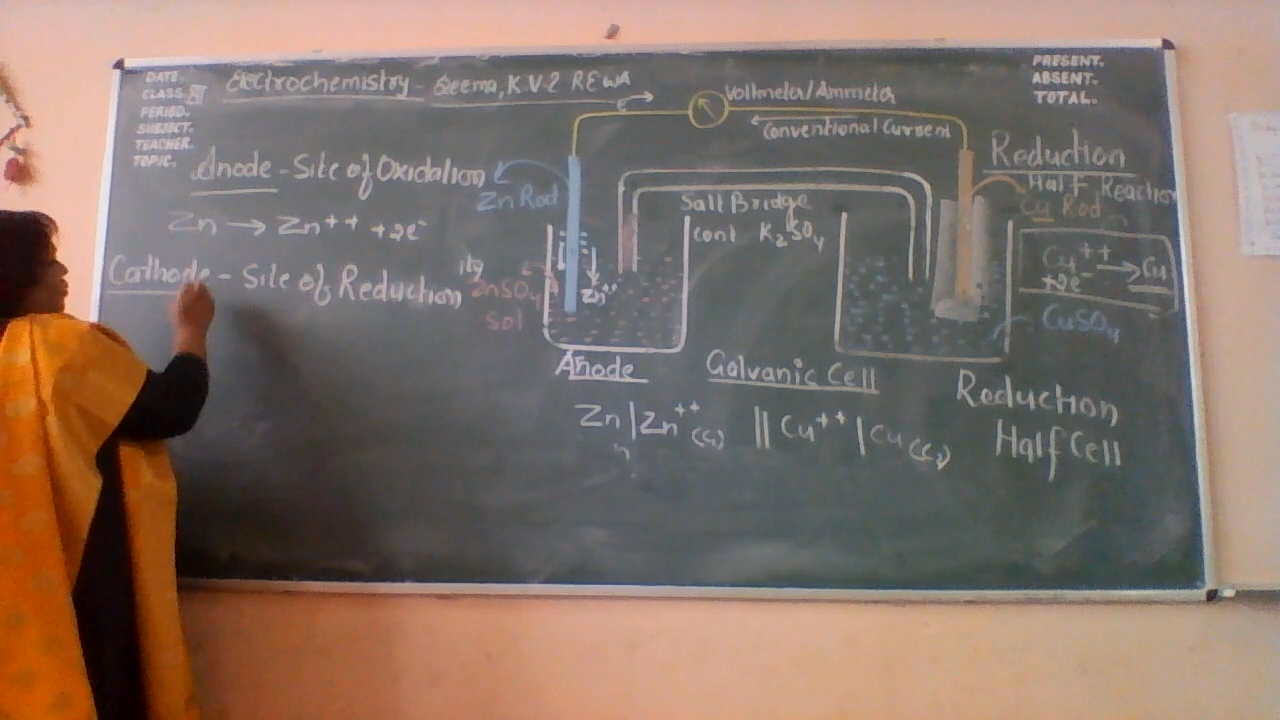 DATE.
CLASS.
PERIOD.
SUBJECT.
TEACHER.
TOPIC.
Electrochemistry - Seema, K.V-2 REWA
PRESENT.
ABSENT.
TOTAL.
Voltmeter/Ammeter
Conventional Current
Anode - Site of Oxidation
Zn → Zn++ + 2e-
Cathode - Site of Reduction
Zn Rod
ZnSO4
Sol
Zn++
Salt Bridge
cont K2SO4
Reduction
Half Reaction
Cu Rod
Cu++ → Cu
+2e-
CuSO4
Anode
Galvanic Cell
Reduction
Half Cell
Zn | Zn++ || Cu++ | Cu